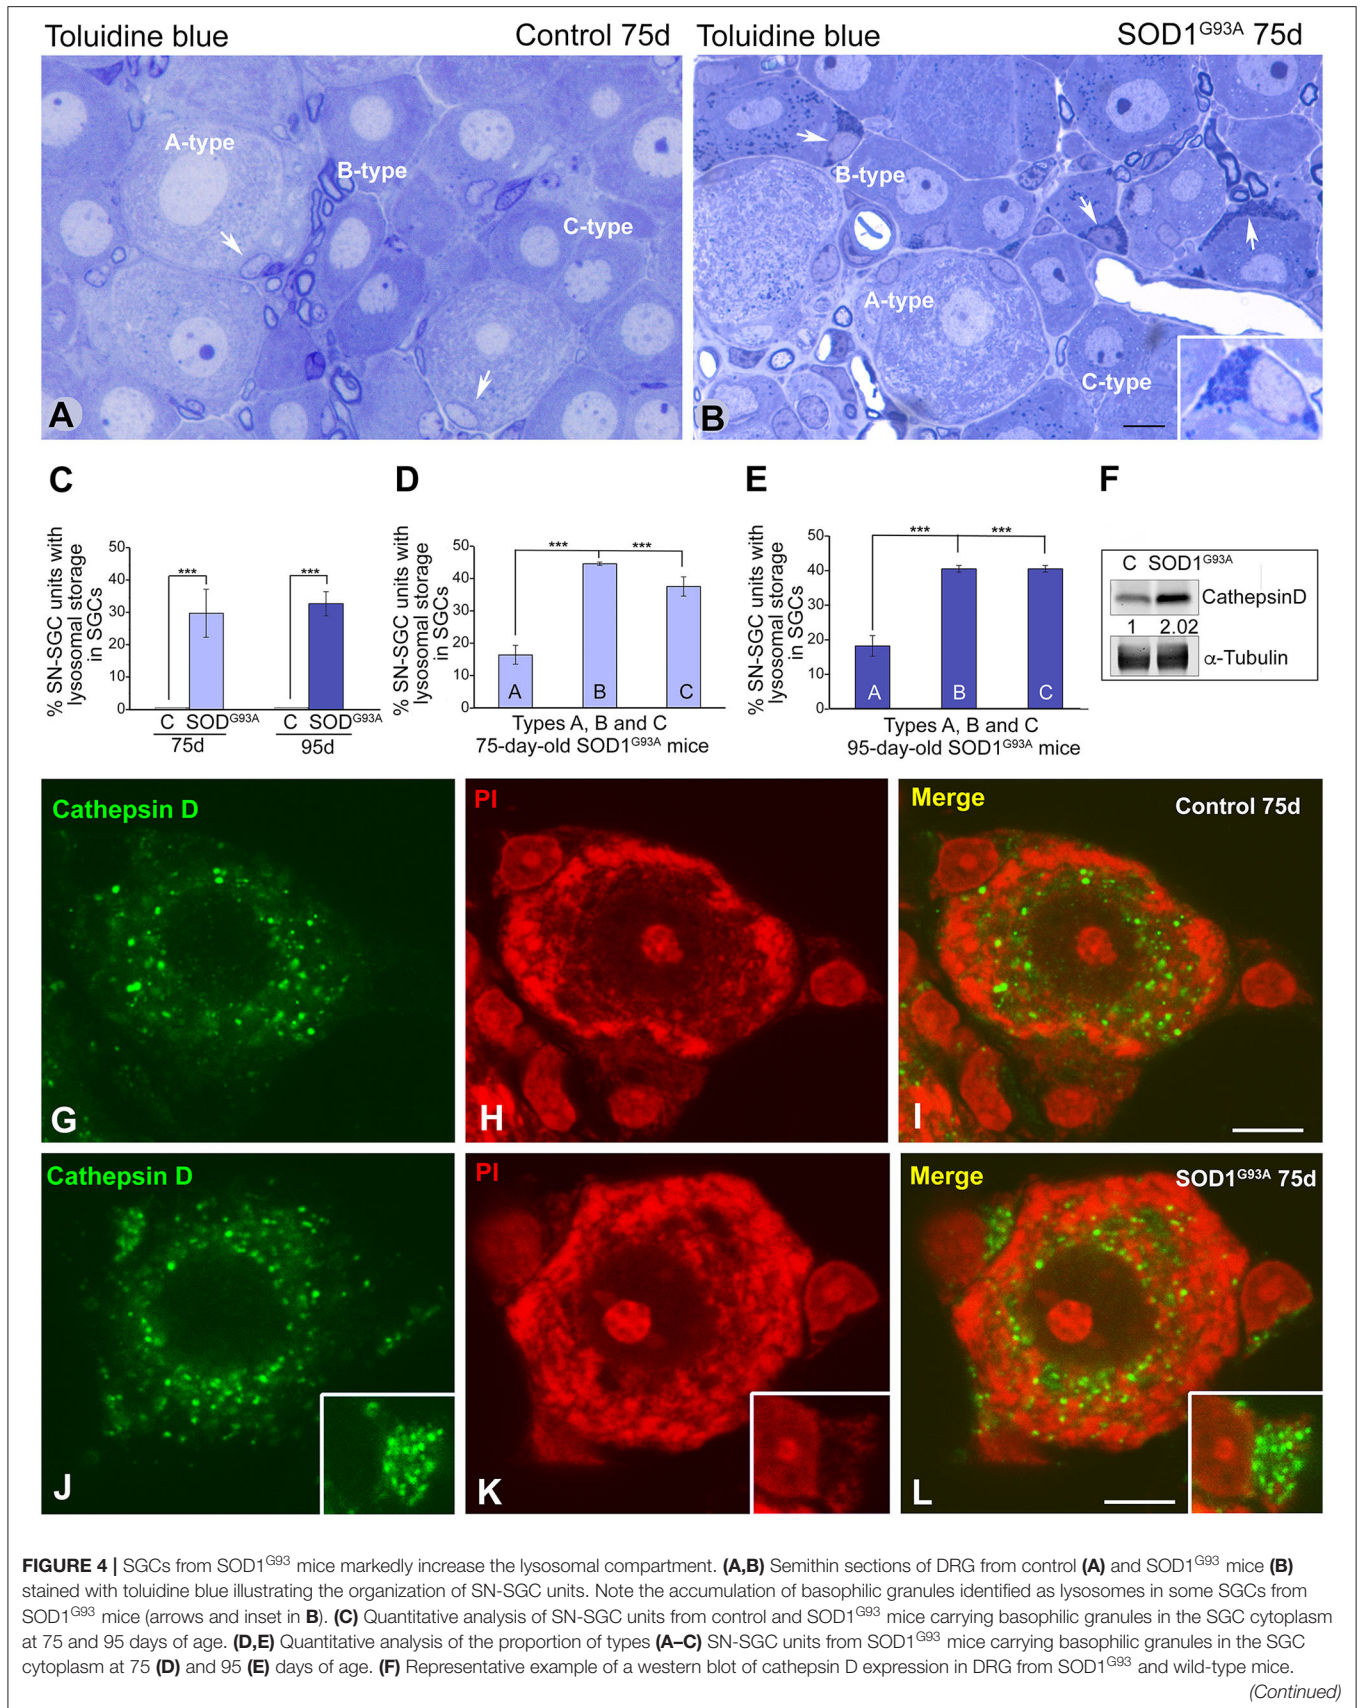 Toluidine blue Control 75d
Toluidine blue SOD1G93A 75d
A-type
B-type
C-type
A
B-type
A-type
C-type
B
C
% SN-SGC units with
lysosomal storage
in SGCs
50
40
30
20
10
0
***
***
C SODG93A
75d
C SODG93A
95d
D
% SN-SGC units with
lysosomal storage
in SGCs
50
40
30
20
10
0
***
***
A
B
C
Types A, B and C
75-day-old SOD1G93A mice
E
% SN-SGC units with
lysosomal storage
in SGCs
50
40
30
20
10
0
***
***
A
B
C
Types A, B and C
95-day-old SOD1G93A mice
F
C SOD1G93A
CathepsinD
1 2.02
α-Tubulin
Cathepsin D
G
PI
H
Merge
Control 75d
I
Cathepsin D
J
PI
K
Merge
SOD1G93A 75d
L
FIGURE 4 | SGCs from SOD1G93 mice markedly increase the lysosomal compartment. (A,B) Semithin sections of DRG from control (A) and SOD1G93 mice (B)
stained with toluidine blue illustrating the organization of SN-SGC units. Note the accumulation of basophilic granules identified as lysosomes in some SGCs from
SOD1G93 mice (arrows and inset in B). (C) Quantitative analysis of SN-SGC units from control and SOD1G93 mice carrying basophilic granules in the SGC cytoplasm
at 75 and 95 days of age. (D,E) Quantitative analysis of the proportion of types (A–C) SN-SGC units from SOD1G93 mice carrying basophilic granules in the SGC
cytoplasm at 75 (D) and 95 (E) days of age. (F) Representative example of a western blot of cathepsin D expression in DRG from SOD1G93 and wild-type mice.
(Continued)